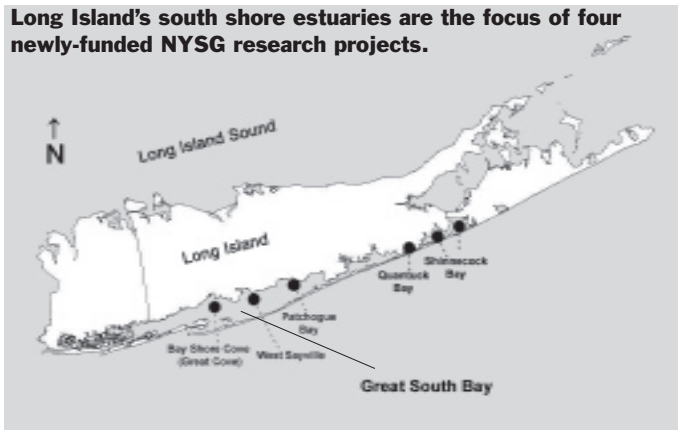 Long Island's south shore estuaries are the focus of four
newly-funded NYSG research projects.
N
Long Island Sound
Long Island
Shinnecock
Bay
Quantuck
Bay
Patchogue
Bay
Bay Shore Cove
(Great Cove)
West Sayville
Great South Bay